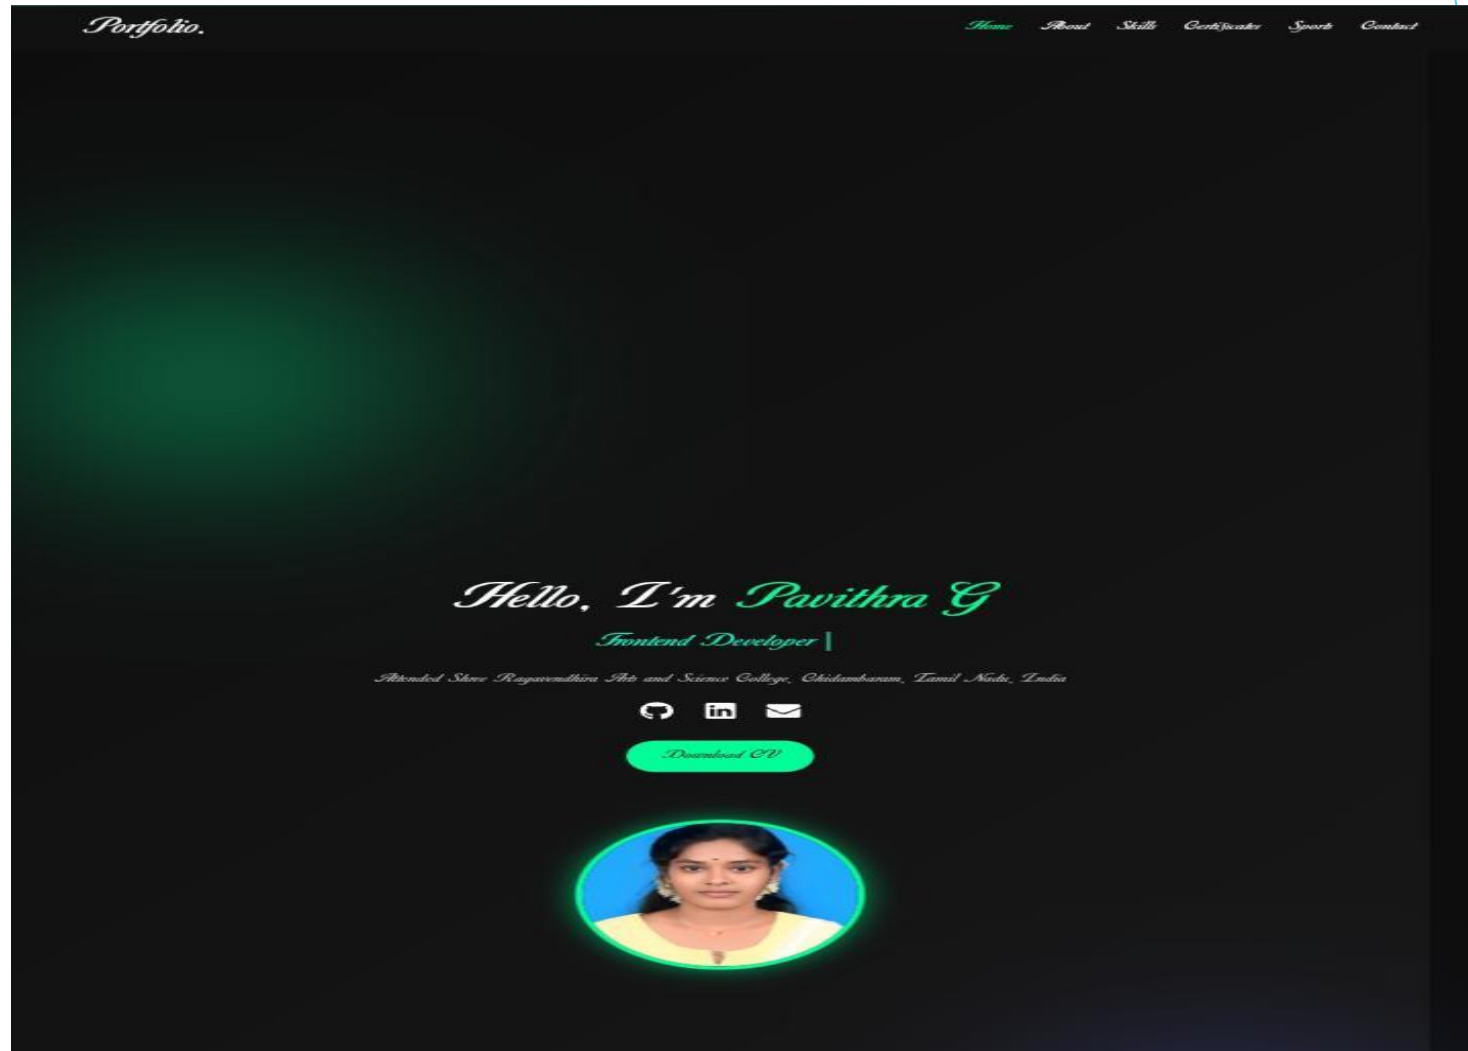 Portfolio.
Home About Skills Certificates Sports Contact
Hello, I'm Pavithra G
Frontend Developer |
Attended Shree Ragavendhira Arts and Science College, Chidambaram, Tamil Nadu, India
in
Download CV